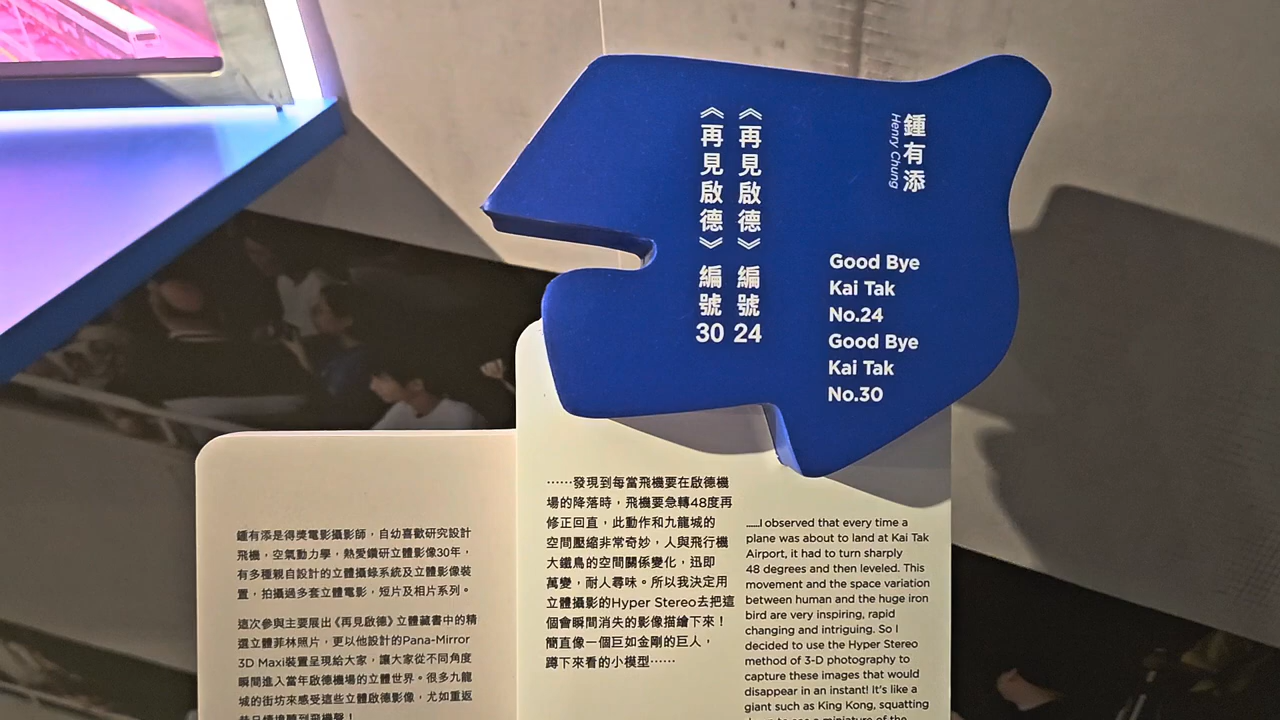 鍾有添
Henry Chung
《再見啟德》編號24
《再見啟德》編號30
Good Bye
Kai Tak
No.24
Good Bye
Kai Tak
No.30
鍾有添是得獎電影攝影師，自幼喜歡研究設計
飛機，空氣動力學，熱愛鑽研立體影像30年，
有多種親自設計的立體攝錄系統及立體影像裝
置，拍攝過多套立體電影，短片及相片系列。
這次參與主要展出《再見啟德》立體藏書中的精
選立體菲林照片，更以他設計的Pana-Mirror
3D Maxi裝置呈現給大家，讓大家從不同角度
瞬間進入當年啟德機場的立體世界。很多九龍
城的街坊來感受這些立體啟德影像，尤如重返
昔日
……發現到每當飛機要在啟德機
場的降落時，飛機要急轉48度再
修正回直，此動作和九龍城的
空間壓縮非常奇妙，人與飛行機
大鐵鳥的空間關係變化，迅即
萬變，耐人尋味。所以我決定用
立體攝影的Hyper Stereo去把這
個會瞬間消失的影像描繪下來！
簡直像一個巨如金剛的巨人，
蹲下來看的小模型……
......I observed that every time a
plane was about to land at Kai Tak
Airport, it had to turn sharply
48 degrees and then leveled. This
movement and the space variation
between human and the huge iron
bird are very inspiring, rapid
changing and intriguing. So I
decided to use the Hyper Stereo
method of 3-D photography to
capture these images that would
disappear in an instant! It's like a
giant such as King Kong, squatting
down to see a miniature of the